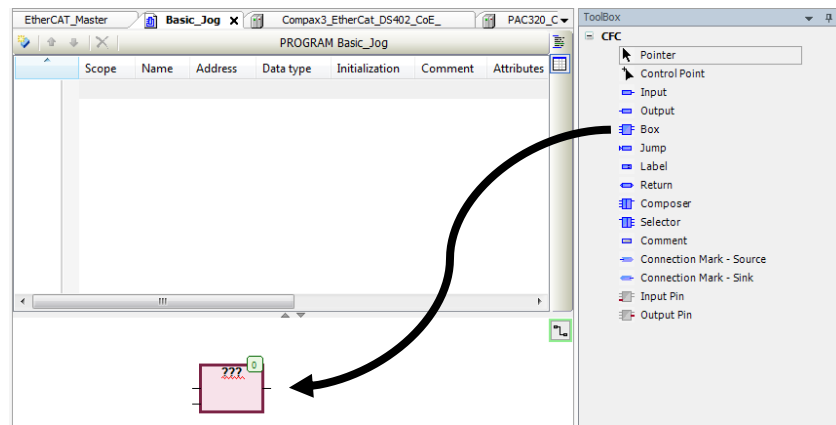 EtherCAT_Master
Basic_Jog X
Compax3_EtherCat_DS402_CoE_
PAC320_C
PROGRAM Basic_Jog
Scope Name Address Data type Initialization Comment Attributes
???
0
ToolBox
CFC
Pointer
Control Point
Input
Output
Box
Jump
Label
Return
Composer
Selector
Comment
Connection Mark - Source
Connection Mark - Sink
Input Pin
Output Pin